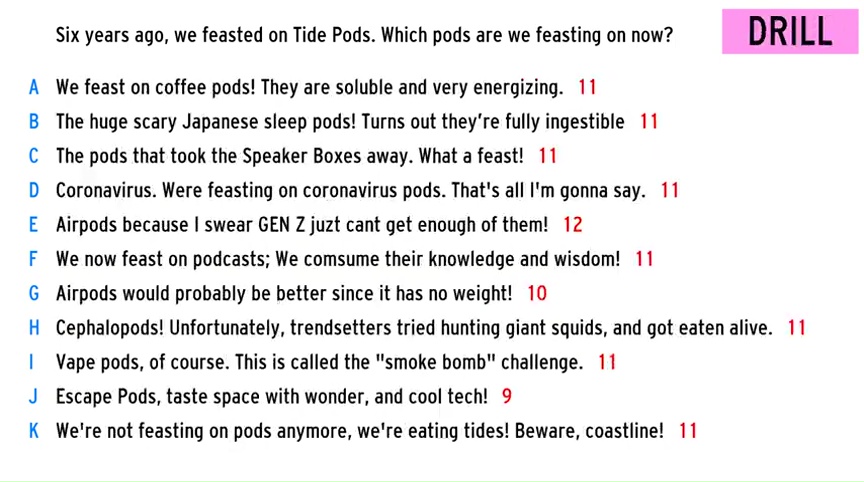 Six years ago, we feasted on Tide Pods. Which pods are we feasting on now?
DRILL
A We feast on coffee pods! They are soluble and very energizing. 11
B The huge scary Japanese sleep pods! Turns out they're fully ingestible 11
C The pods that took the Speaker Boxes away. What a feast! 11
D Coronavirus. Were feasting on coronavirus pods. That's all I'm gonna say. 11
E Airpods because I swear GEN Z juzt cant get enough of them! 12
F We now feast on podcasts; We comsume their knowledge and wisdom! 11
G Airpods would probably be better since it has no weight! 10
H Cephalopods! Unfortunately, trendsetters tried hunting giant squids, and got eaten alive. 11
I Vape pods, of course. This is called the "smoke bomb" challenge. 11
J Escape Pods, taste space with wonder, and cool tech! 9
K We're not feasting on pods anymore, we're eating tides! Beware, coastline! 11